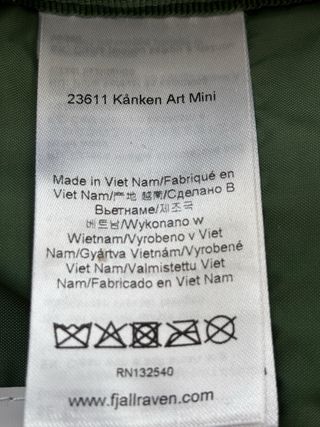 23611 Kånken Art Mini
Made in Viet Nam/Fabriqué en
Viet Nam/产地 越南/Сделано В
Вьетнаме/제조국
베트남/Wykonano w
Wietnam/Vyrobeno v Viet
Nam/Gyártva Vietnám/Vyrobené
Viet Nam/Valmistettu Viet
Nam/Fabricado en Viet Nam
RN132540
www.fjallraven.com